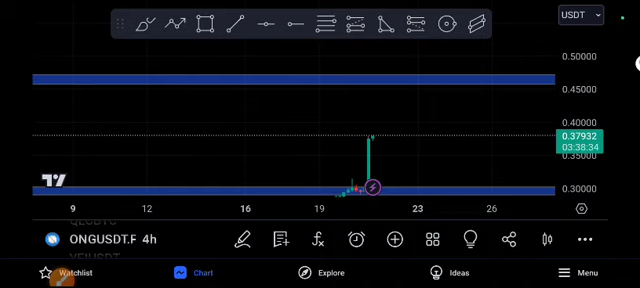 USDT
0.50000
0.45000
0.40000
0.37932
03:38:34
0.35000
0.30000
9 12 16 19 23 26
ONGUSDT.F 4h
Watchlist Chart Explore Ideas Menu